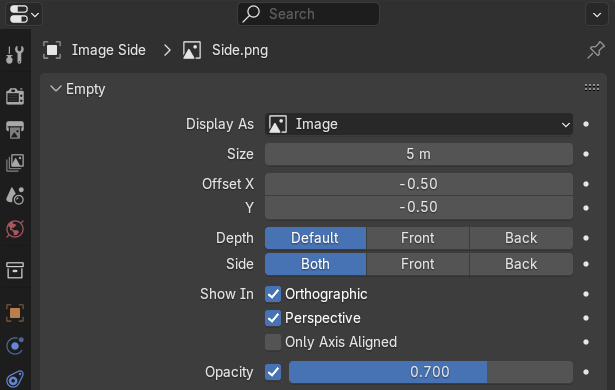 Search
Image Side > Side.png
Empty
Display As Image
Size 5 m
Offset X -0.50
Y -0.50
Depth Default Front Back
Side Both Front Back
Show In Orthographic
Perspective
Only Axis Aligned
Opacity 0.700